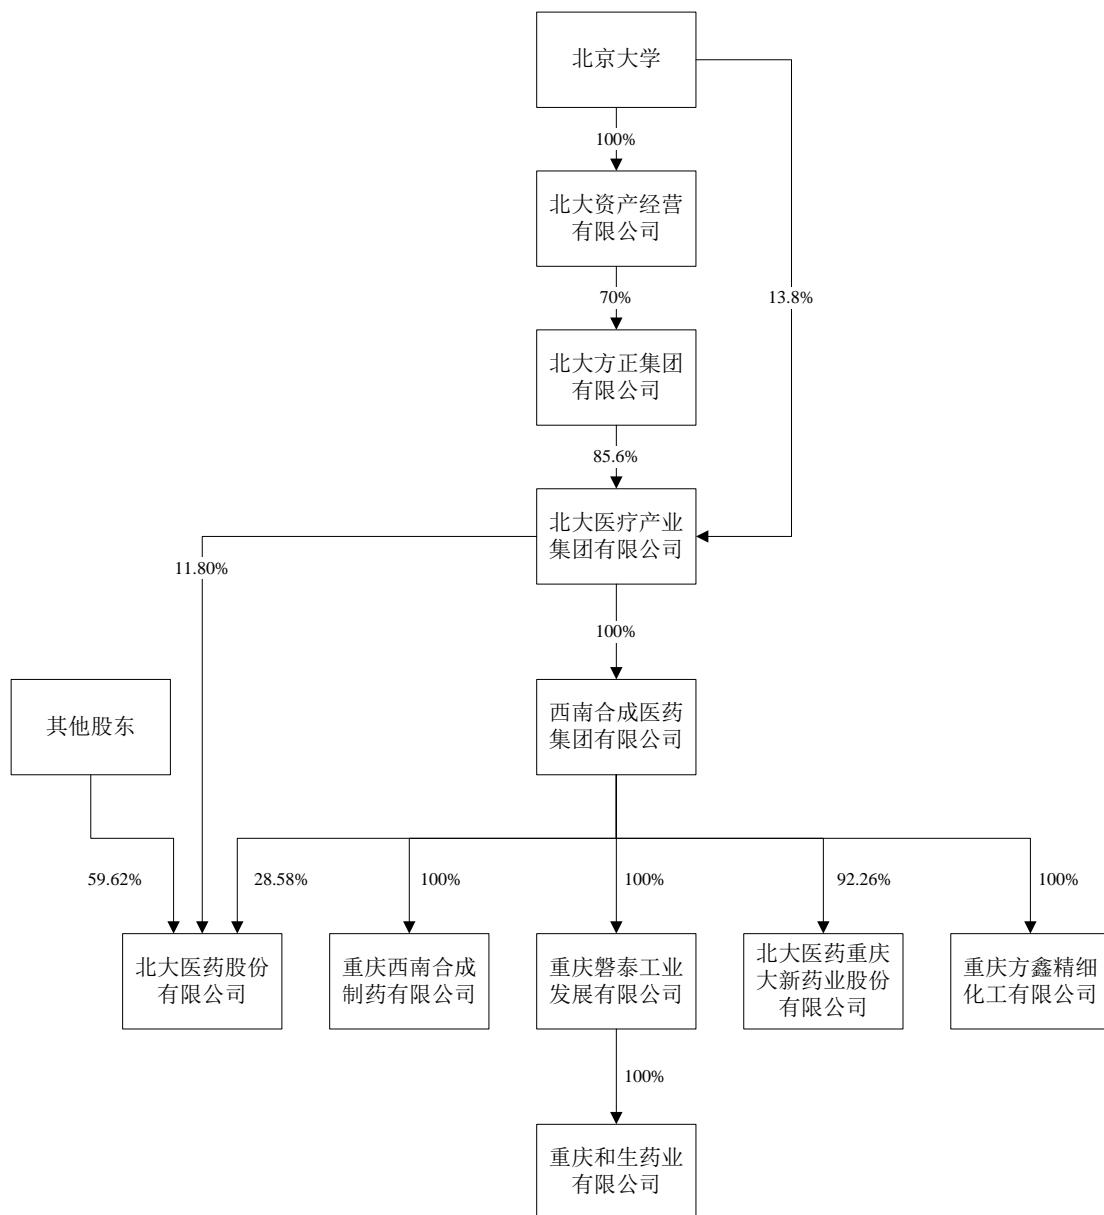 北京大学
100%
北大资产经营
有限公司
70%
13.8%
北大方正集团
有限公司
85.6%
北大医疗产业
集团有限公司
11.80%
100%
其他股东
西南合成医药
集团有限公司
59.62%
28.58%
100%
100%
92.26%
100%
北大医药股份
有限公司
重庆西南合成
制药有限公司
重庆磐泰工业
发展有限公司
北大医药重庆
大新药业股份
有限公司
重庆方鑫精细
化工有限公司
100%
重庆和生药业
有限公司